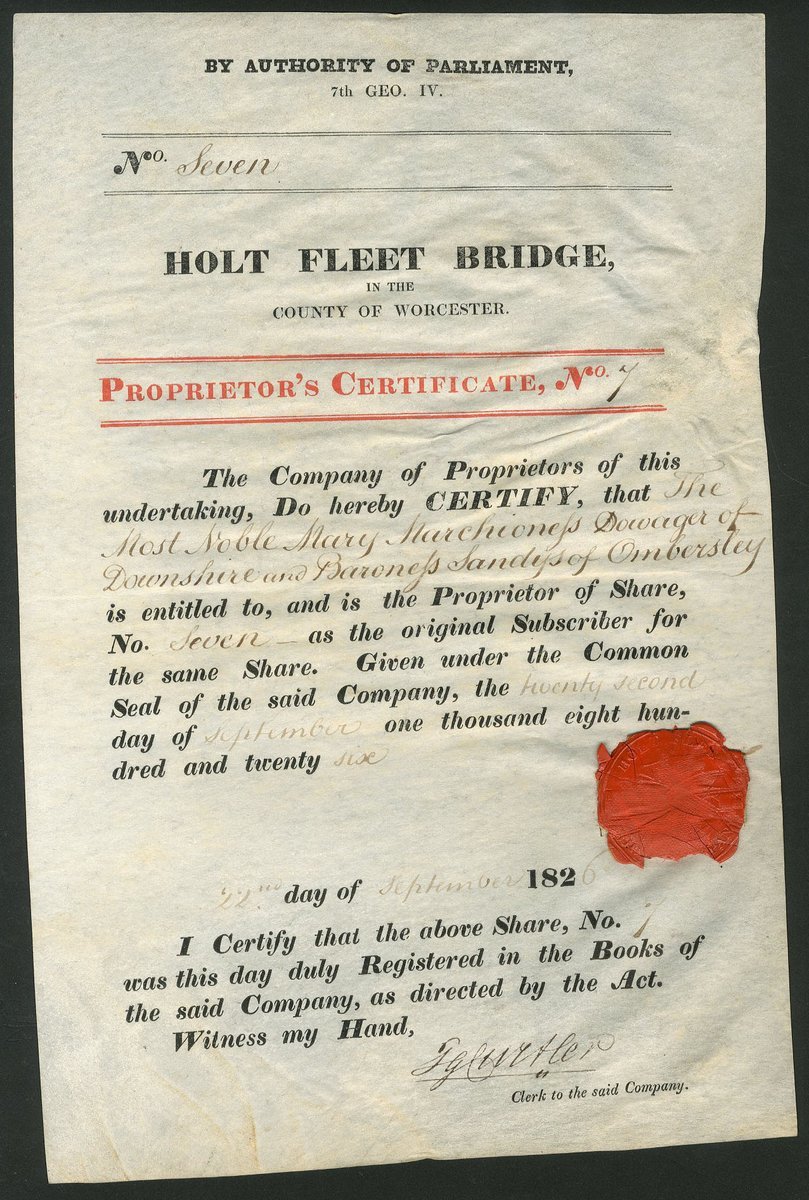 BY AUTHORITY OF PARLIAMENT,
7th GEO. IV.
No. Seven
HOLT FLEET BRIDGE,
IN THE
COUNTY OF WORCESTER.
PROPRIETOR'S CERTIFICATE, No. 7
The Company of Proprietors of this
undertaking, Do hereby CERTIFY, that The
Most Noble Mary Marchioneſs Dowager of
Downshire and Baroneſs Sandys of Ombersley
is entitled to, and is the Proprietor of Share,
No. Seven – as the original Subscriber for
the same Share. Given under the Common
Seal of the said Company, the twenty second
day of September one thousand eight hun-
dred and twenty six
22nd day of September 1826
I Certify that the above Share, No. 7
was this day duly Registered in the Books of
the said Company, as directed by the Act.
Witness my Hand,
Clerk to the said Company.